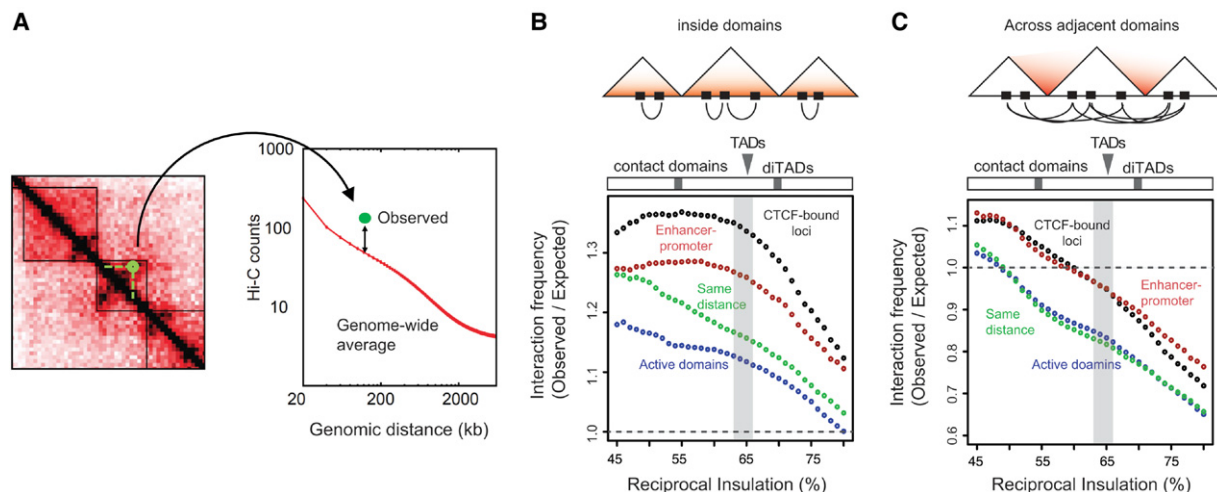 A
1000
100
10
Hi-C counts
Observed
Genome-wide
average
20
200
2000
Genomic distance (kb)
B
inside domains
TADs
contact domains
diTADs
CTCF-bound
loci
Enhancer-
promoter
Same
distance
Active domains
1.3
1.2
1.1
1.0
Interaction frequency
(Observed / Expected)
45
55
65
75
Reciprocal Insulation (%)
C
Across adjacent domains
TADs
contact domains
diTADs
CTCF-bound
loci
Enhancer-
promoter
Same
distance
Active doamins
1.1
1.0
0.9
0.8
0.7
0.6
Interaction frequency
(Observed / Expected)
45
55
65
75
Reciprocal Insulation (%)